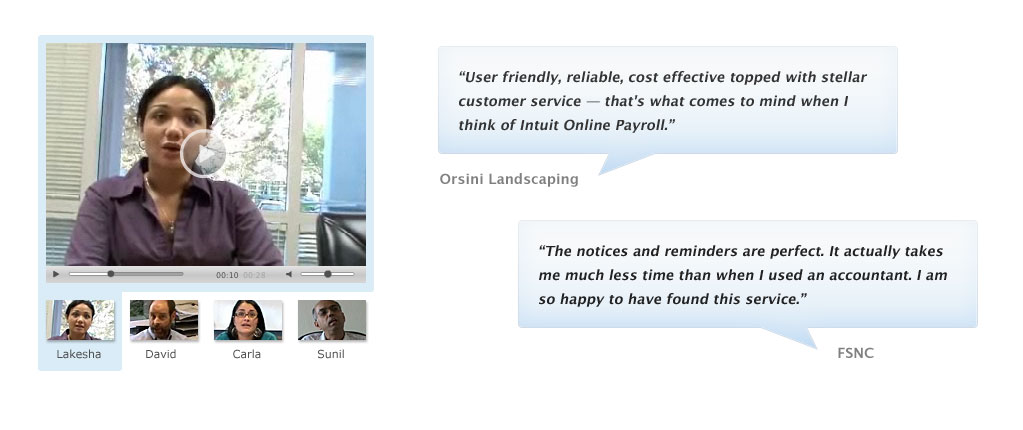 “User friendly, reliable, cost effective topped with stellar
customer service — that's what comes to mind when I
think of Intuit Online Payroll.”
Orsini Landscaping
“The notices and reminders are perfect. It actually takes
me much less time than when I used an accountant. I am
so happy to have found this service.”
FSNC
00:10 00:28
Lakesha David Carla Sunil